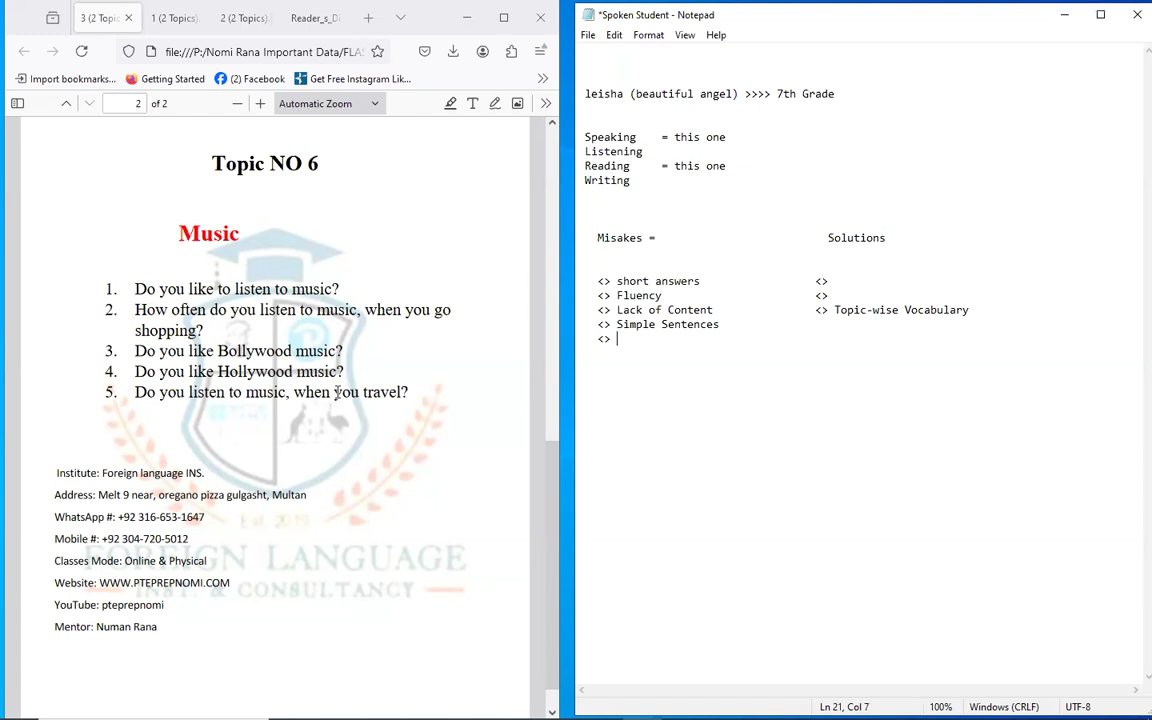 3 (2 Topic
1 (2 Topics).
2 (2 Topics).
Reader_s_Di
file:///P:/Nomi Rana Important Data/FLAS
Import bookmarks...
Getting Started
(2) Facebook
Get Free Instagram Lik...
2 of 2
Automatic Zoom
Topic NO 6
Music
1. Do you like to listen to music?
2. How often do you listen to music, when you go
shopping?
3. Do you like Bollywood music?
4. Do you like Hollywood music?
5. Do you listen to music, when you travel?
Institute: Foreign language INS.
Address: Melt 9 near, oregano pizza gulgasht, Multan
WhatsApp #: +92 316-653-1647
Mobile #: +92 304-720-5012
Classes Mode: Online & Physical
Website: WWW.PTEPREPNOMI.COM
YouTube: pteprepnomi
Mentor: Numan Rana
Est. 2019
FOREIGN LANGUAGE
INST. & CONSULTANCY
*Spoken Student - Notepad
File Edit Format View Help
leisha (beautiful angel) >>>> 7th Grade
Speaking = this one
Listening
Reading = this one
Writing
Misakes = Solutions
<> short answers <>
<> Fluency <>
<> Lack of Content <> Topic-wise Vocabulary
<> Simple Sentences
<>
Ln 21, Col 7 100% Windows (CRLF) UTF-8